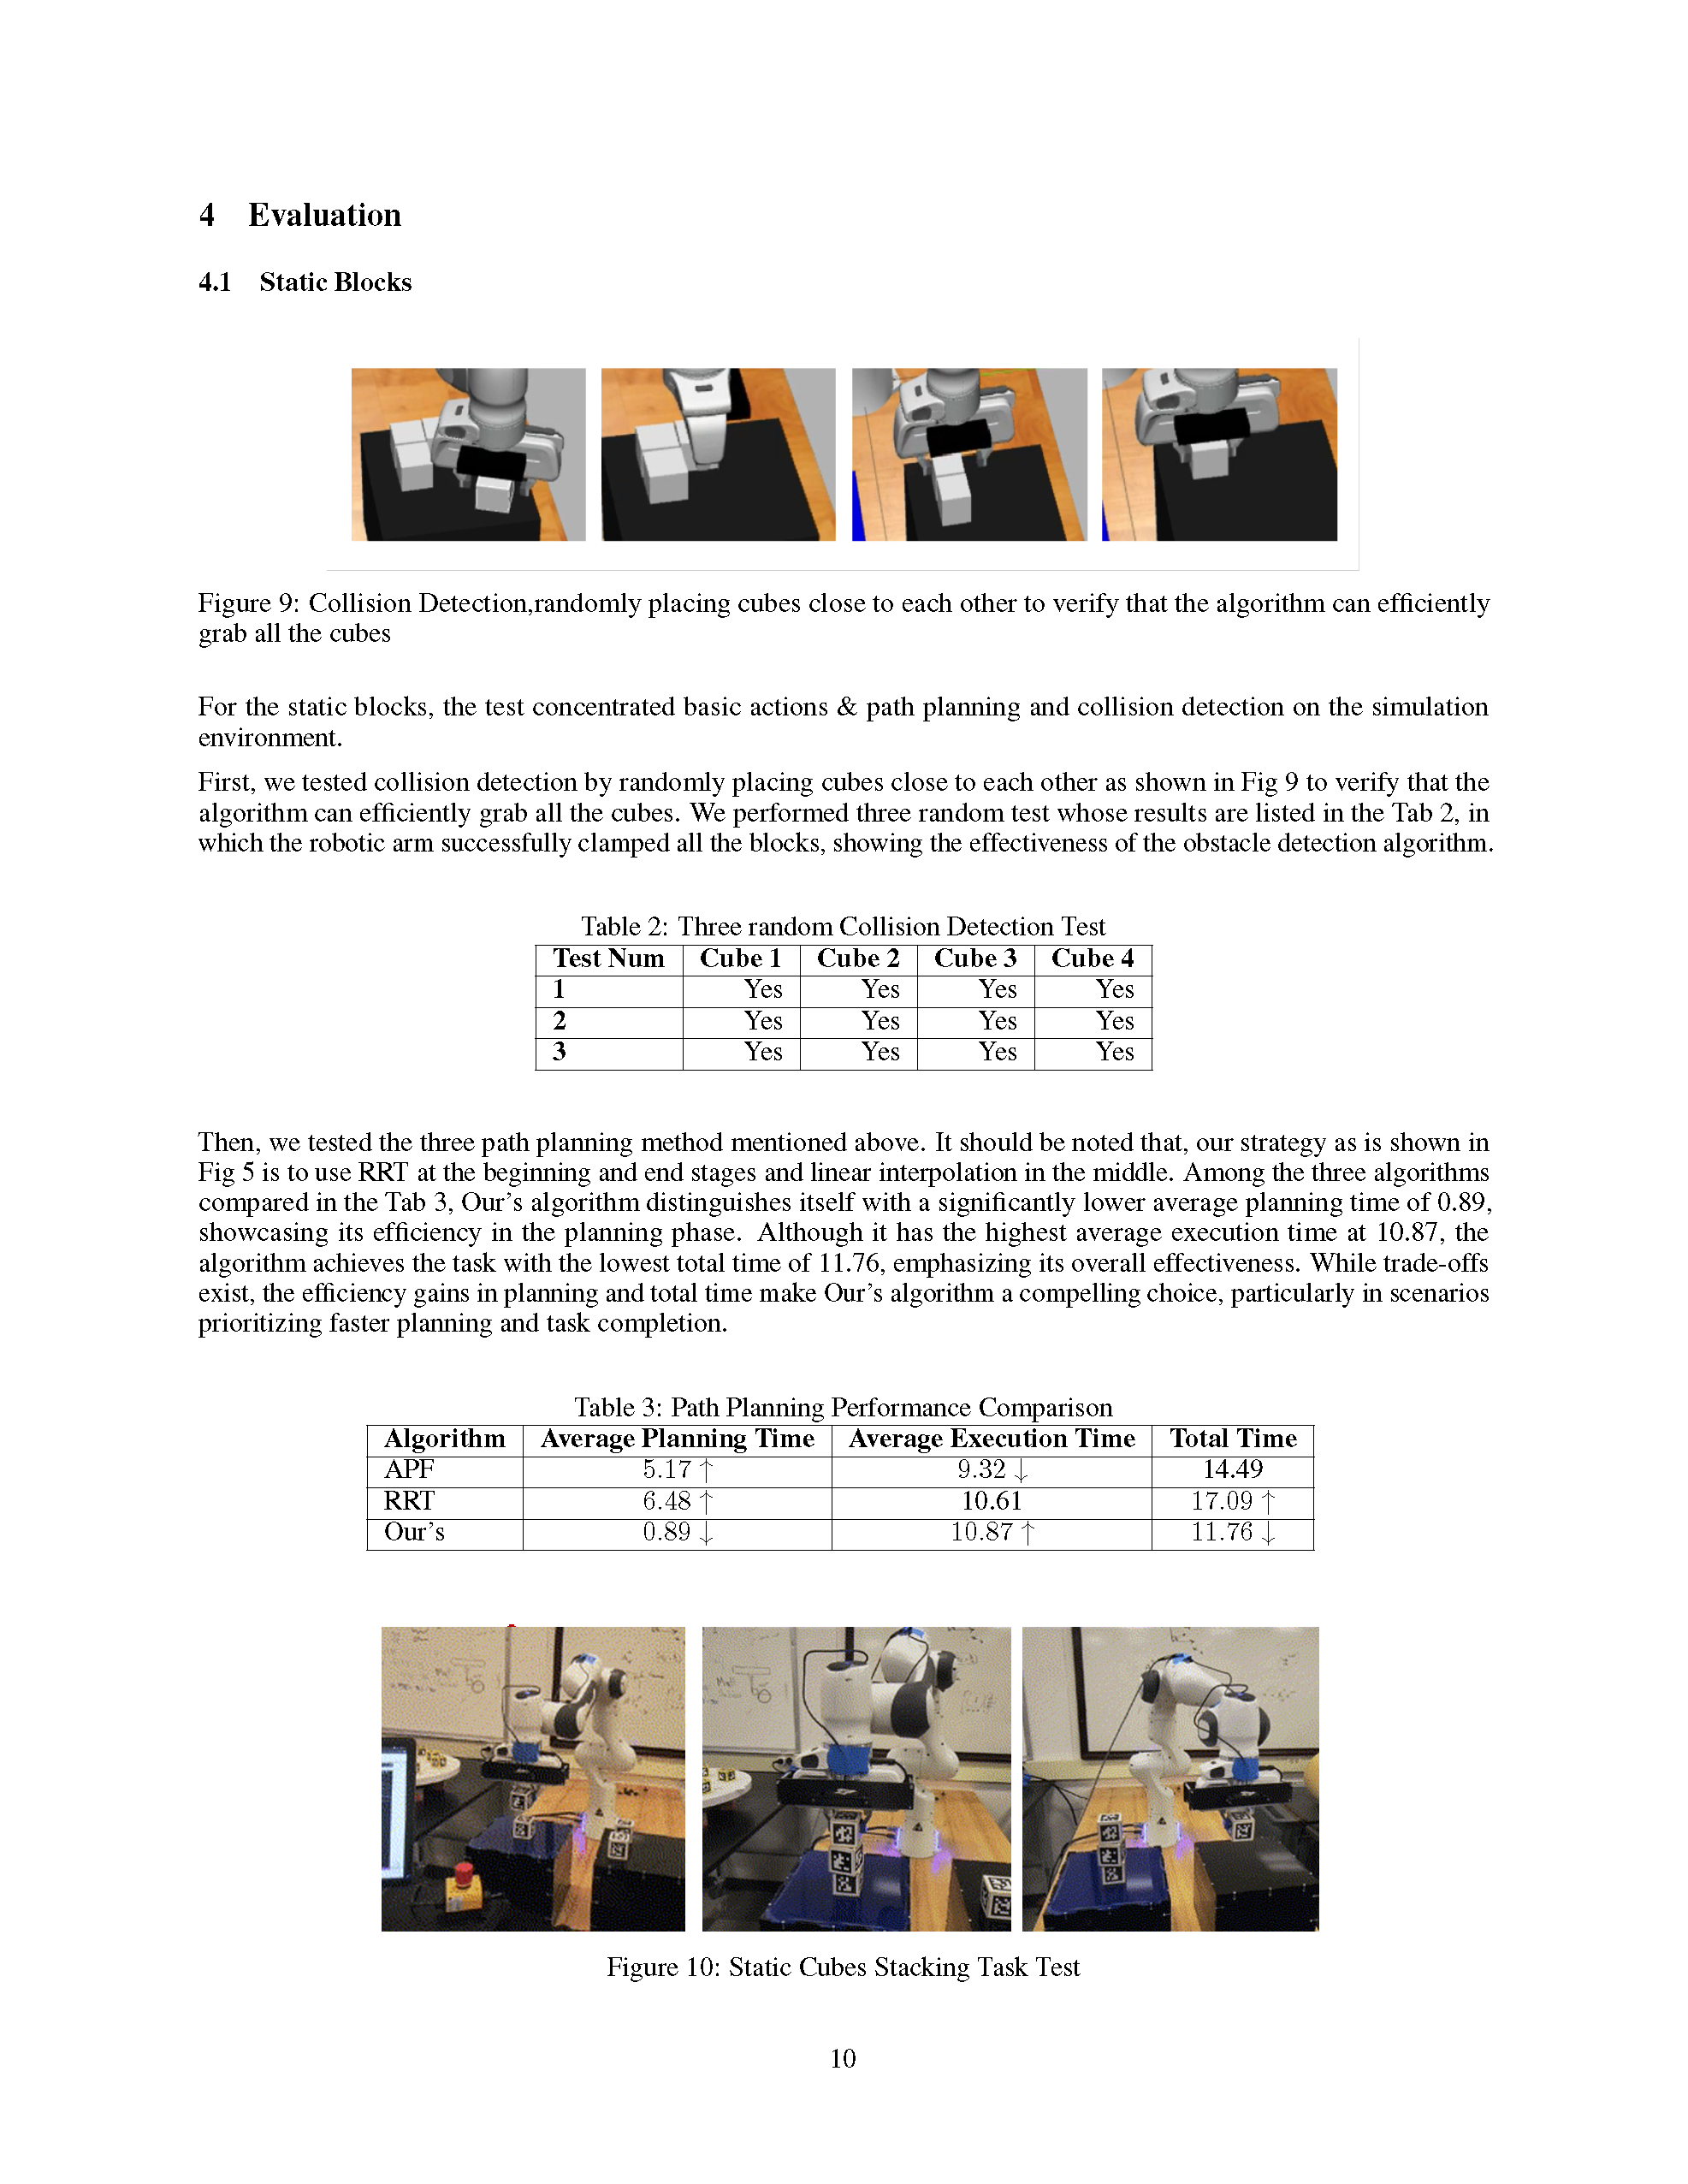 4 Evaluation
4.1 Static Blocks
Figure 9: Collision Detection,randomly placing cubes close to each other to verify that the algorithm can efficiently
grab all the cubes
For the static blocks, the test concentrated basic actions & path planning and collision detection on the simulation
environment.
First, we tested collision detection by randomly placing cubes close to each other as shown in Fig 9 to verify that the
algorithm can efficiently grab all the cubes. We performed three random test whose results are listed in the Tab 2, in
which the robotic arm successfully clamped all the blocks, showing the effectiveness of the obstacle detection algorithm.
Table 2: Three random Collision Detection Test
Test Num Cube 1 Cube 2 Cube 3 Cube 4
1 Yes Yes Yes Yes
2 Yes Yes Yes Yes
3 Yes Yes Yes Yes
Then, we tested the three path planning method mentioned above. It should be noted that, our strategy as is shown in
Fig 5 is to use RRT at the beginning and end stages and linear interpolation in the middle. Among the three algorithms
compared in the Tab 3, Our's algorithm distinguishes itself with a significantly lower average planning time of 0.89,
showcasing its efficiency in the planning phase. Although it has the highest average execution time at 10.87, the
algorithm achieves the task with the lowest total time of 11.76, emphasizing its overall effectiveness. While trade-offs
exist, the efficiency gains in planning and total time make Our's algorithm a compelling choice, particularly in scenarios
prioritizing faster planning and task completion.
Table 3: Path Planning Performance Comparison
Algorithm Average Planning Time Average Execution Time Total Time
APF 5.17 ↑ 9.32 ↓ 14.49
RRT 6.48 ↑ 10.61 17.09 ↑
Our's 0.89 ↓ 10.87 ↑ 11.76 ↓
Figure 10: Static Cubes Stacking Task Test
10